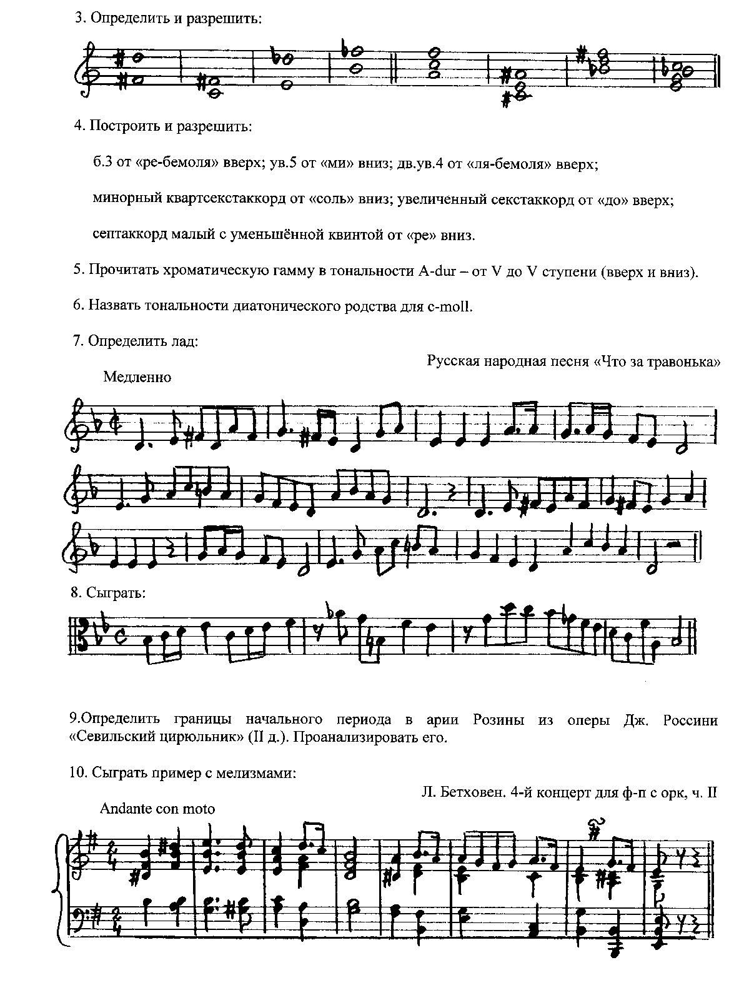 3. Определить и разрешить:
4. Построить и разрешить:
б.3 от «ре-бемоля» вверх; ув.5 от «ми» вниз; дв.ув.4 от «ля-бемоля» вверх;
минорный квартсекстаккорд от «соль» вниз; увеличенный секстаккорд от «до» вверх;
септаккорд малый с уменьшённой квинтой от «ре» вниз.
5. Прочитать хроматическую гамму в тональности A-dur – от V до V ступени (вверх и вниз).
6. Назвать тональности диатонического родства для c-moll.
7. Определить лад:
Русская народная песня «Что за травонька»
Медленно
8. Сыграть:
9.Определить границы начального периода в арии Розины из оперы Дж. Россини
«Севильский цирюльник» (II д.). Проанализировать его.
10. Сыграть пример с мелизмами:
Л. Бетховен. 4-й концерт для ф-п с орк, ч. II
Andante con moto
2
4
2
4